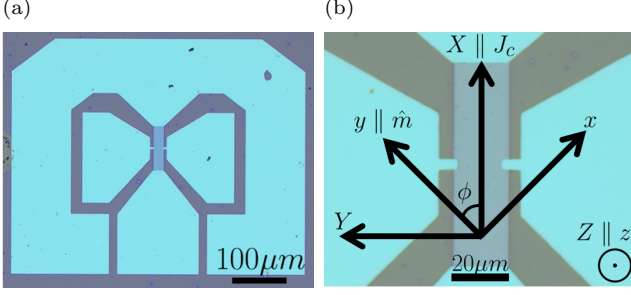 (a)
(b)
100μm
X ∥ J_c
y ∥ m̂
x
ϕ
Y
Z ∥ z
20μm